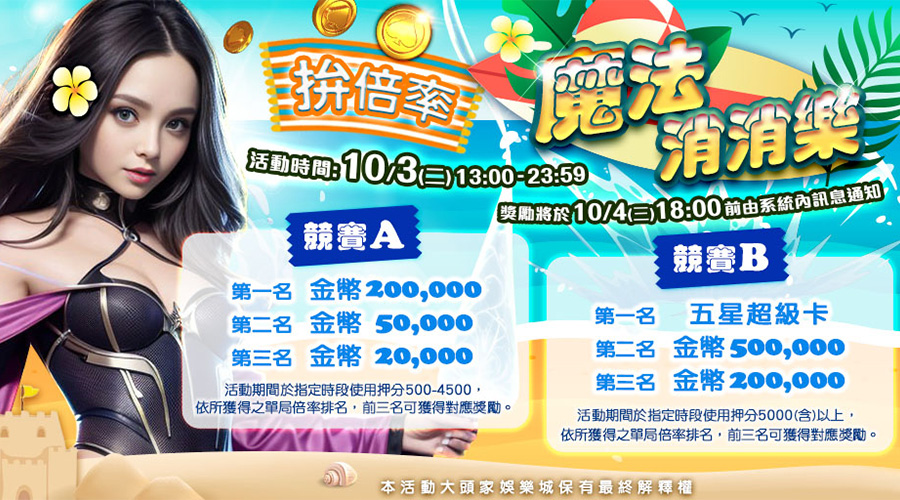 拚倍率
魔法
消消樂
活動時間:10/3(二)13:00-23:59
獎勵將於10/4(三)18:00前由系統內訊息通知
競賽A
第一名 金幣 200,000
第二名 金幣 50,000
第三名 金幣 20,000
活動期間於指定時段使用押分500-4500，
依所獲得之單局倍率排名，前三名可獲得對應獎勵。
競賽B
第一名 五星超級卡
第二名 金幣 500,000
第三名 金幣 200,000
活動期間於指定時段使用押分5000(含)以上，
依所獲得之單局倍率排名，前三名可獲得對應獎勵。
本活動大頭家娛樂城保有最終解釋權